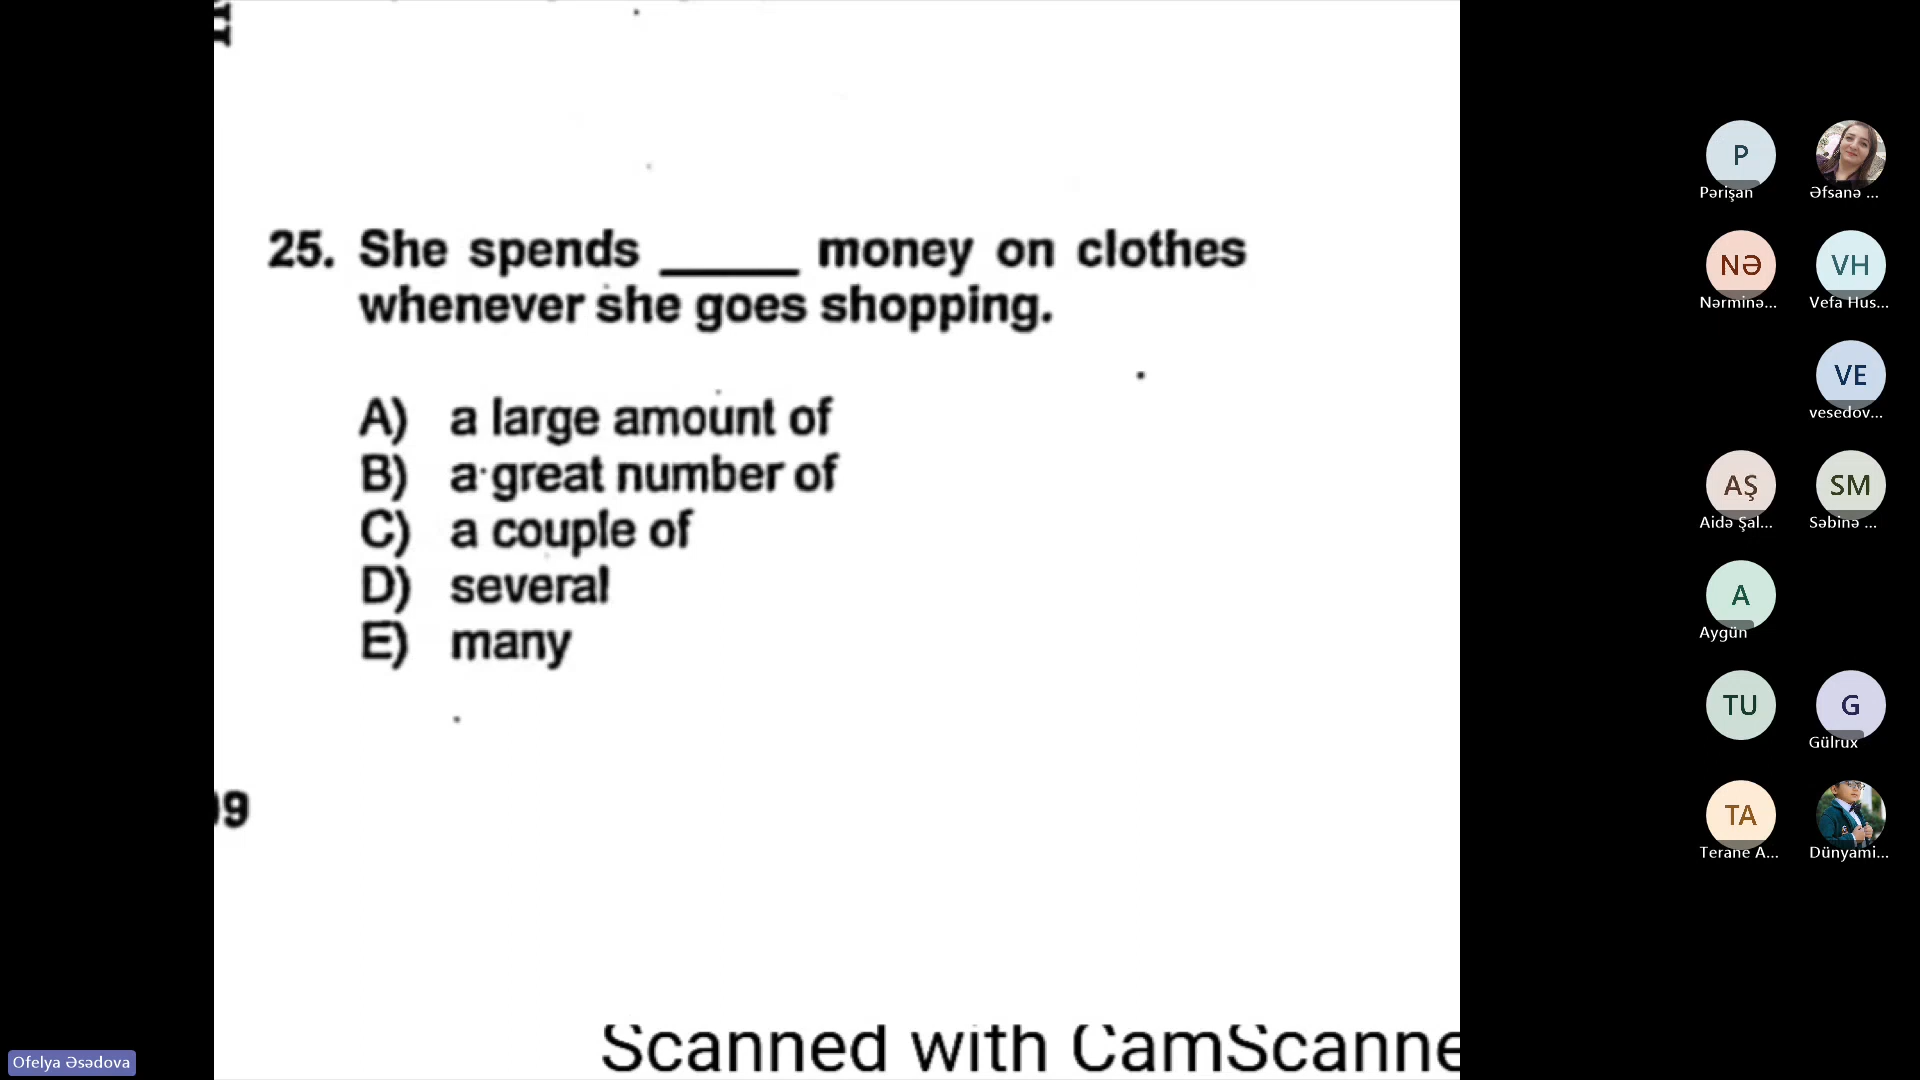 25. She spends _____ money on clothes
whenever she goes shopping.
A) a large amount of
B) a great number of
C) a couple of
D) several
E) many
9
Scanned with CamScanne
P
Pərişan
Əfsanə ...
NƏ
Nərminə...
VH
Vefa Hus...
VE
vesedov...
AŞ
Aidə Şal...
SM
Səbinə ...
A
Aygün
TU
G
Gülrux
TA
Terane A...
Dünyami...
Ofelya Əsədova